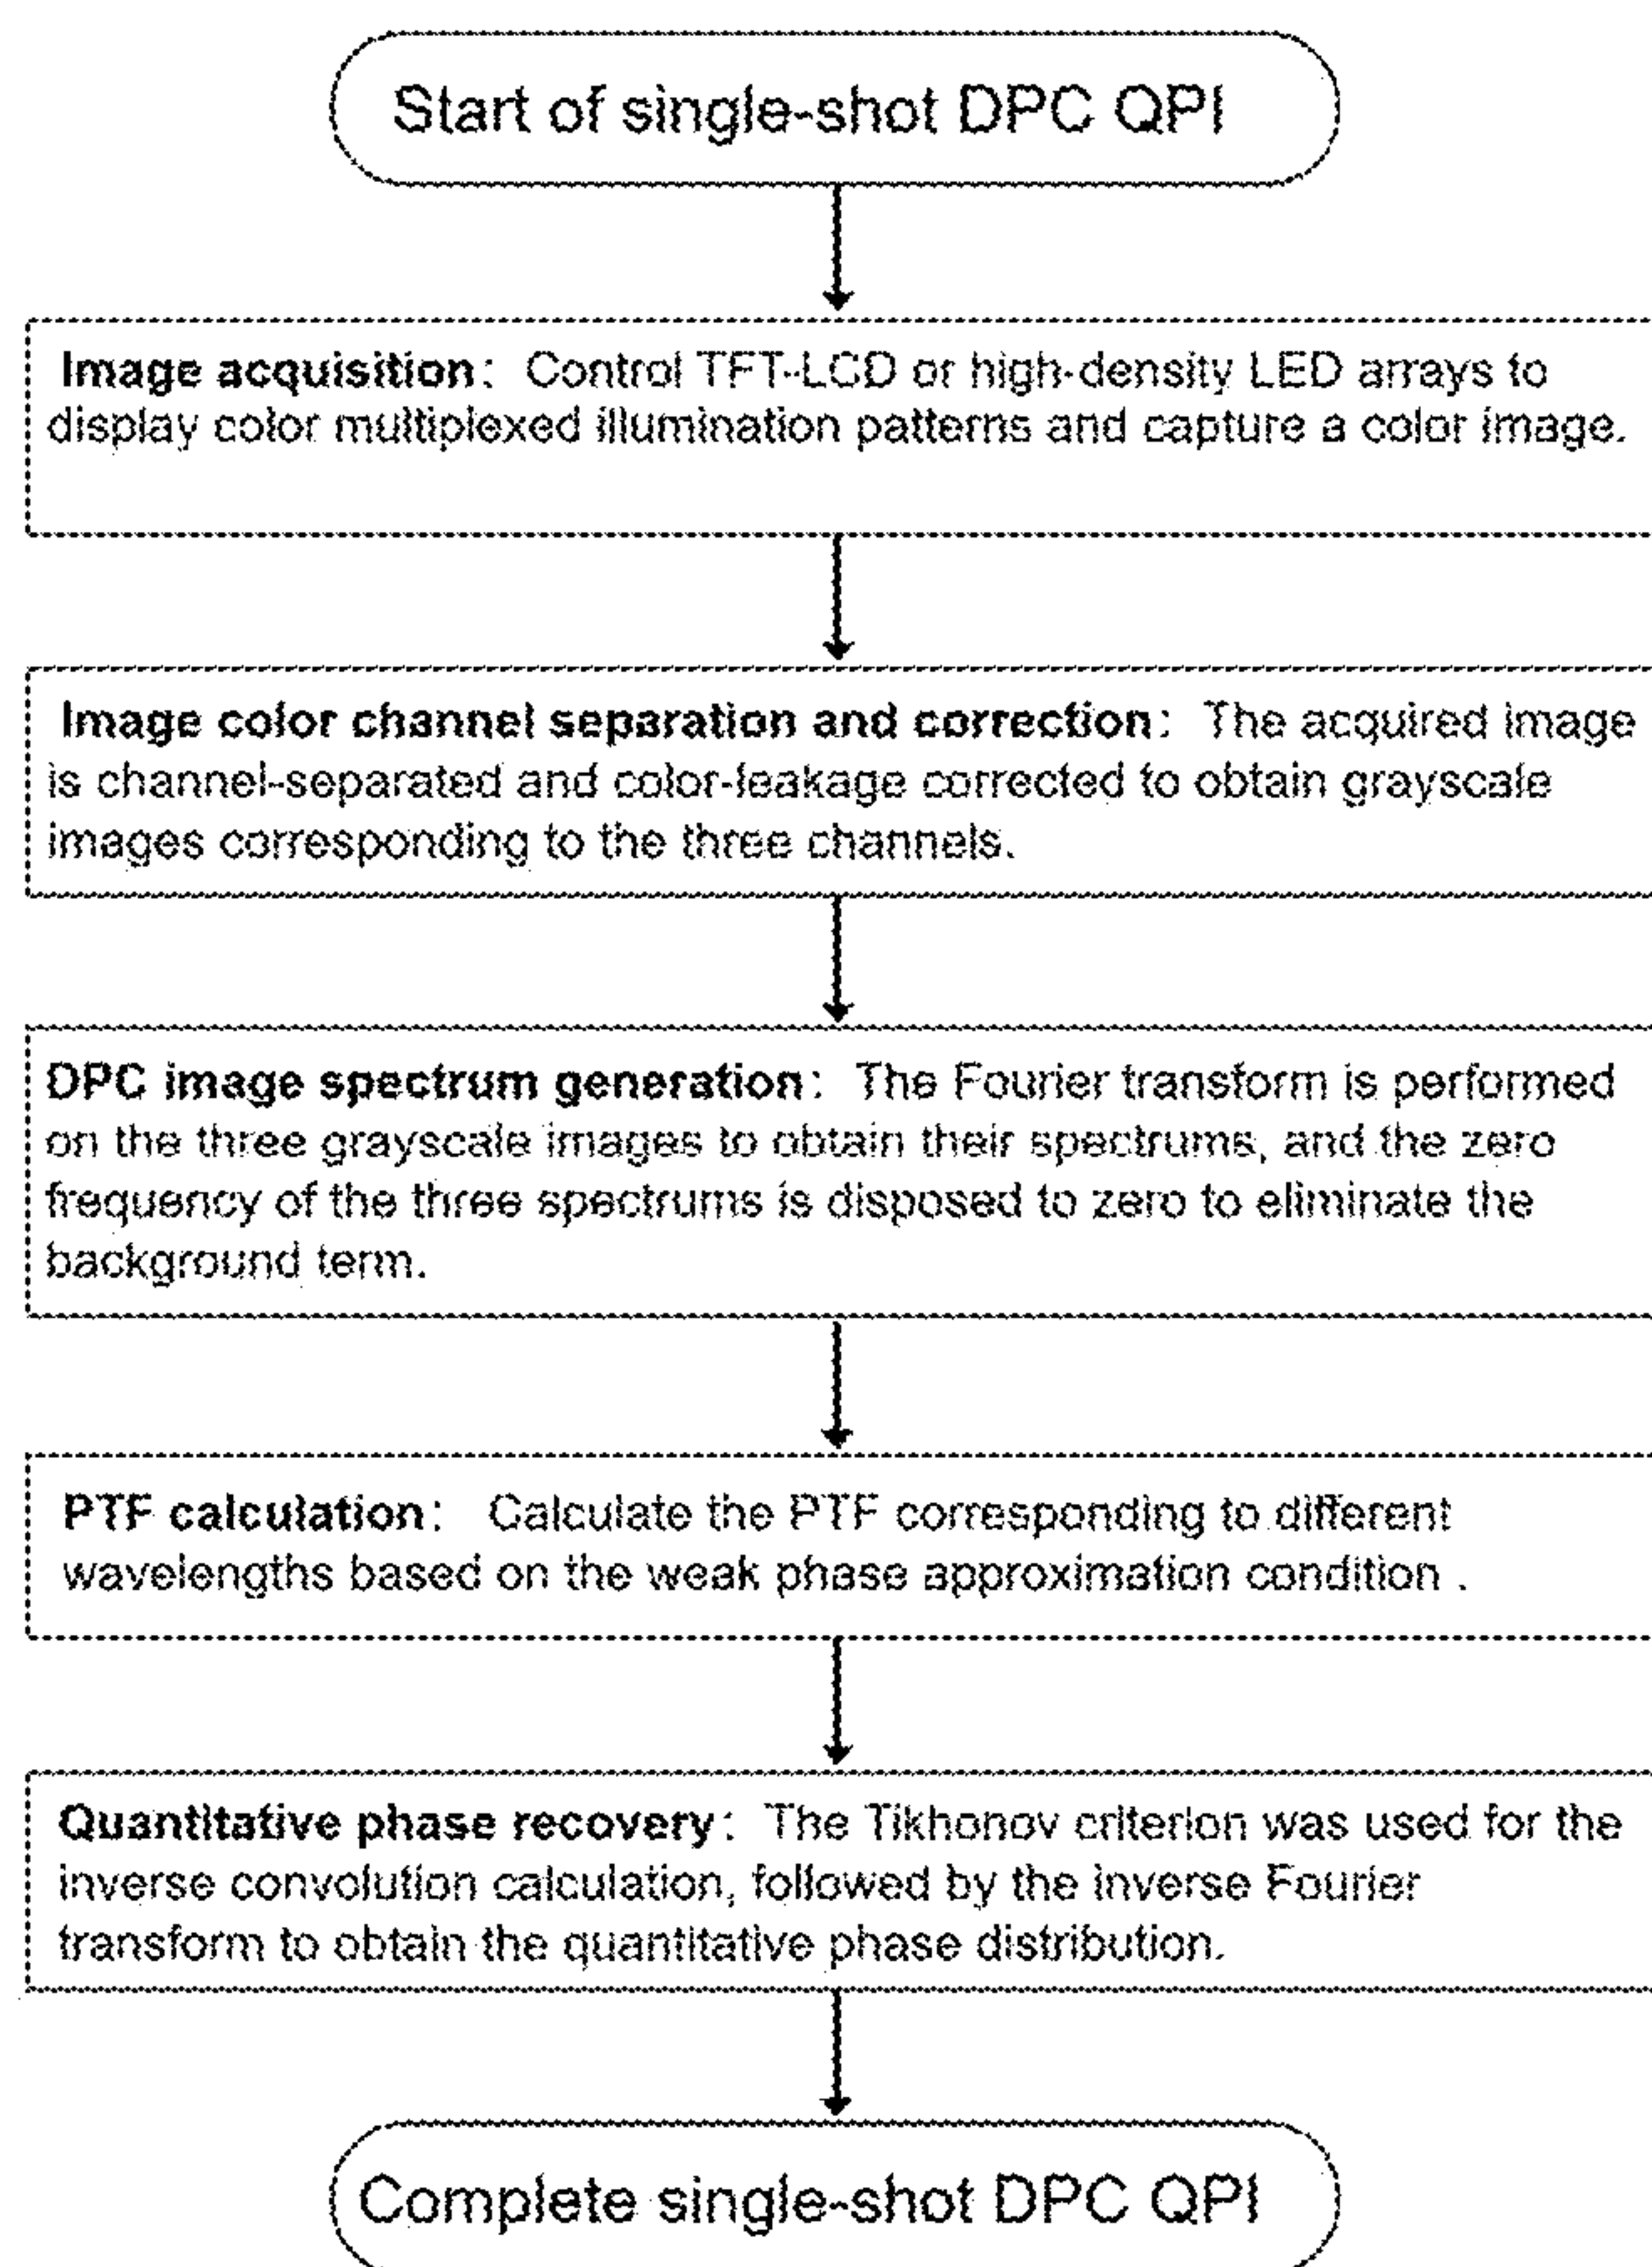 Start of single-shot DPC QPI
Image acquisition: Control TFT-LCD or high-density LED arrays to
display color multiplexed illumination patterns and capture a color image.
Image color channel separation and correction: The acquired image
is channel-separated and color-leakage corrected to obtain grayscale
images corresponding to the three channels.
DPC image spectrum generation: The Fourier transform is performed
on the three grayscale images to obtain their spectrums, and the zero
frequency of the three spectrums is disposed to zero to eliminate the
background term.
PTF calculation: Calculate the PTF corresponding to different
wavelengths based on the weak phase approximation condition .
Quantitative phase recovery: The Tikhonov criterion was used for the
inverse convolution calculation, followed by the inverse Fourier
transform to obtain the quantitative phase distribution.
Complete single-shot DPC QPI